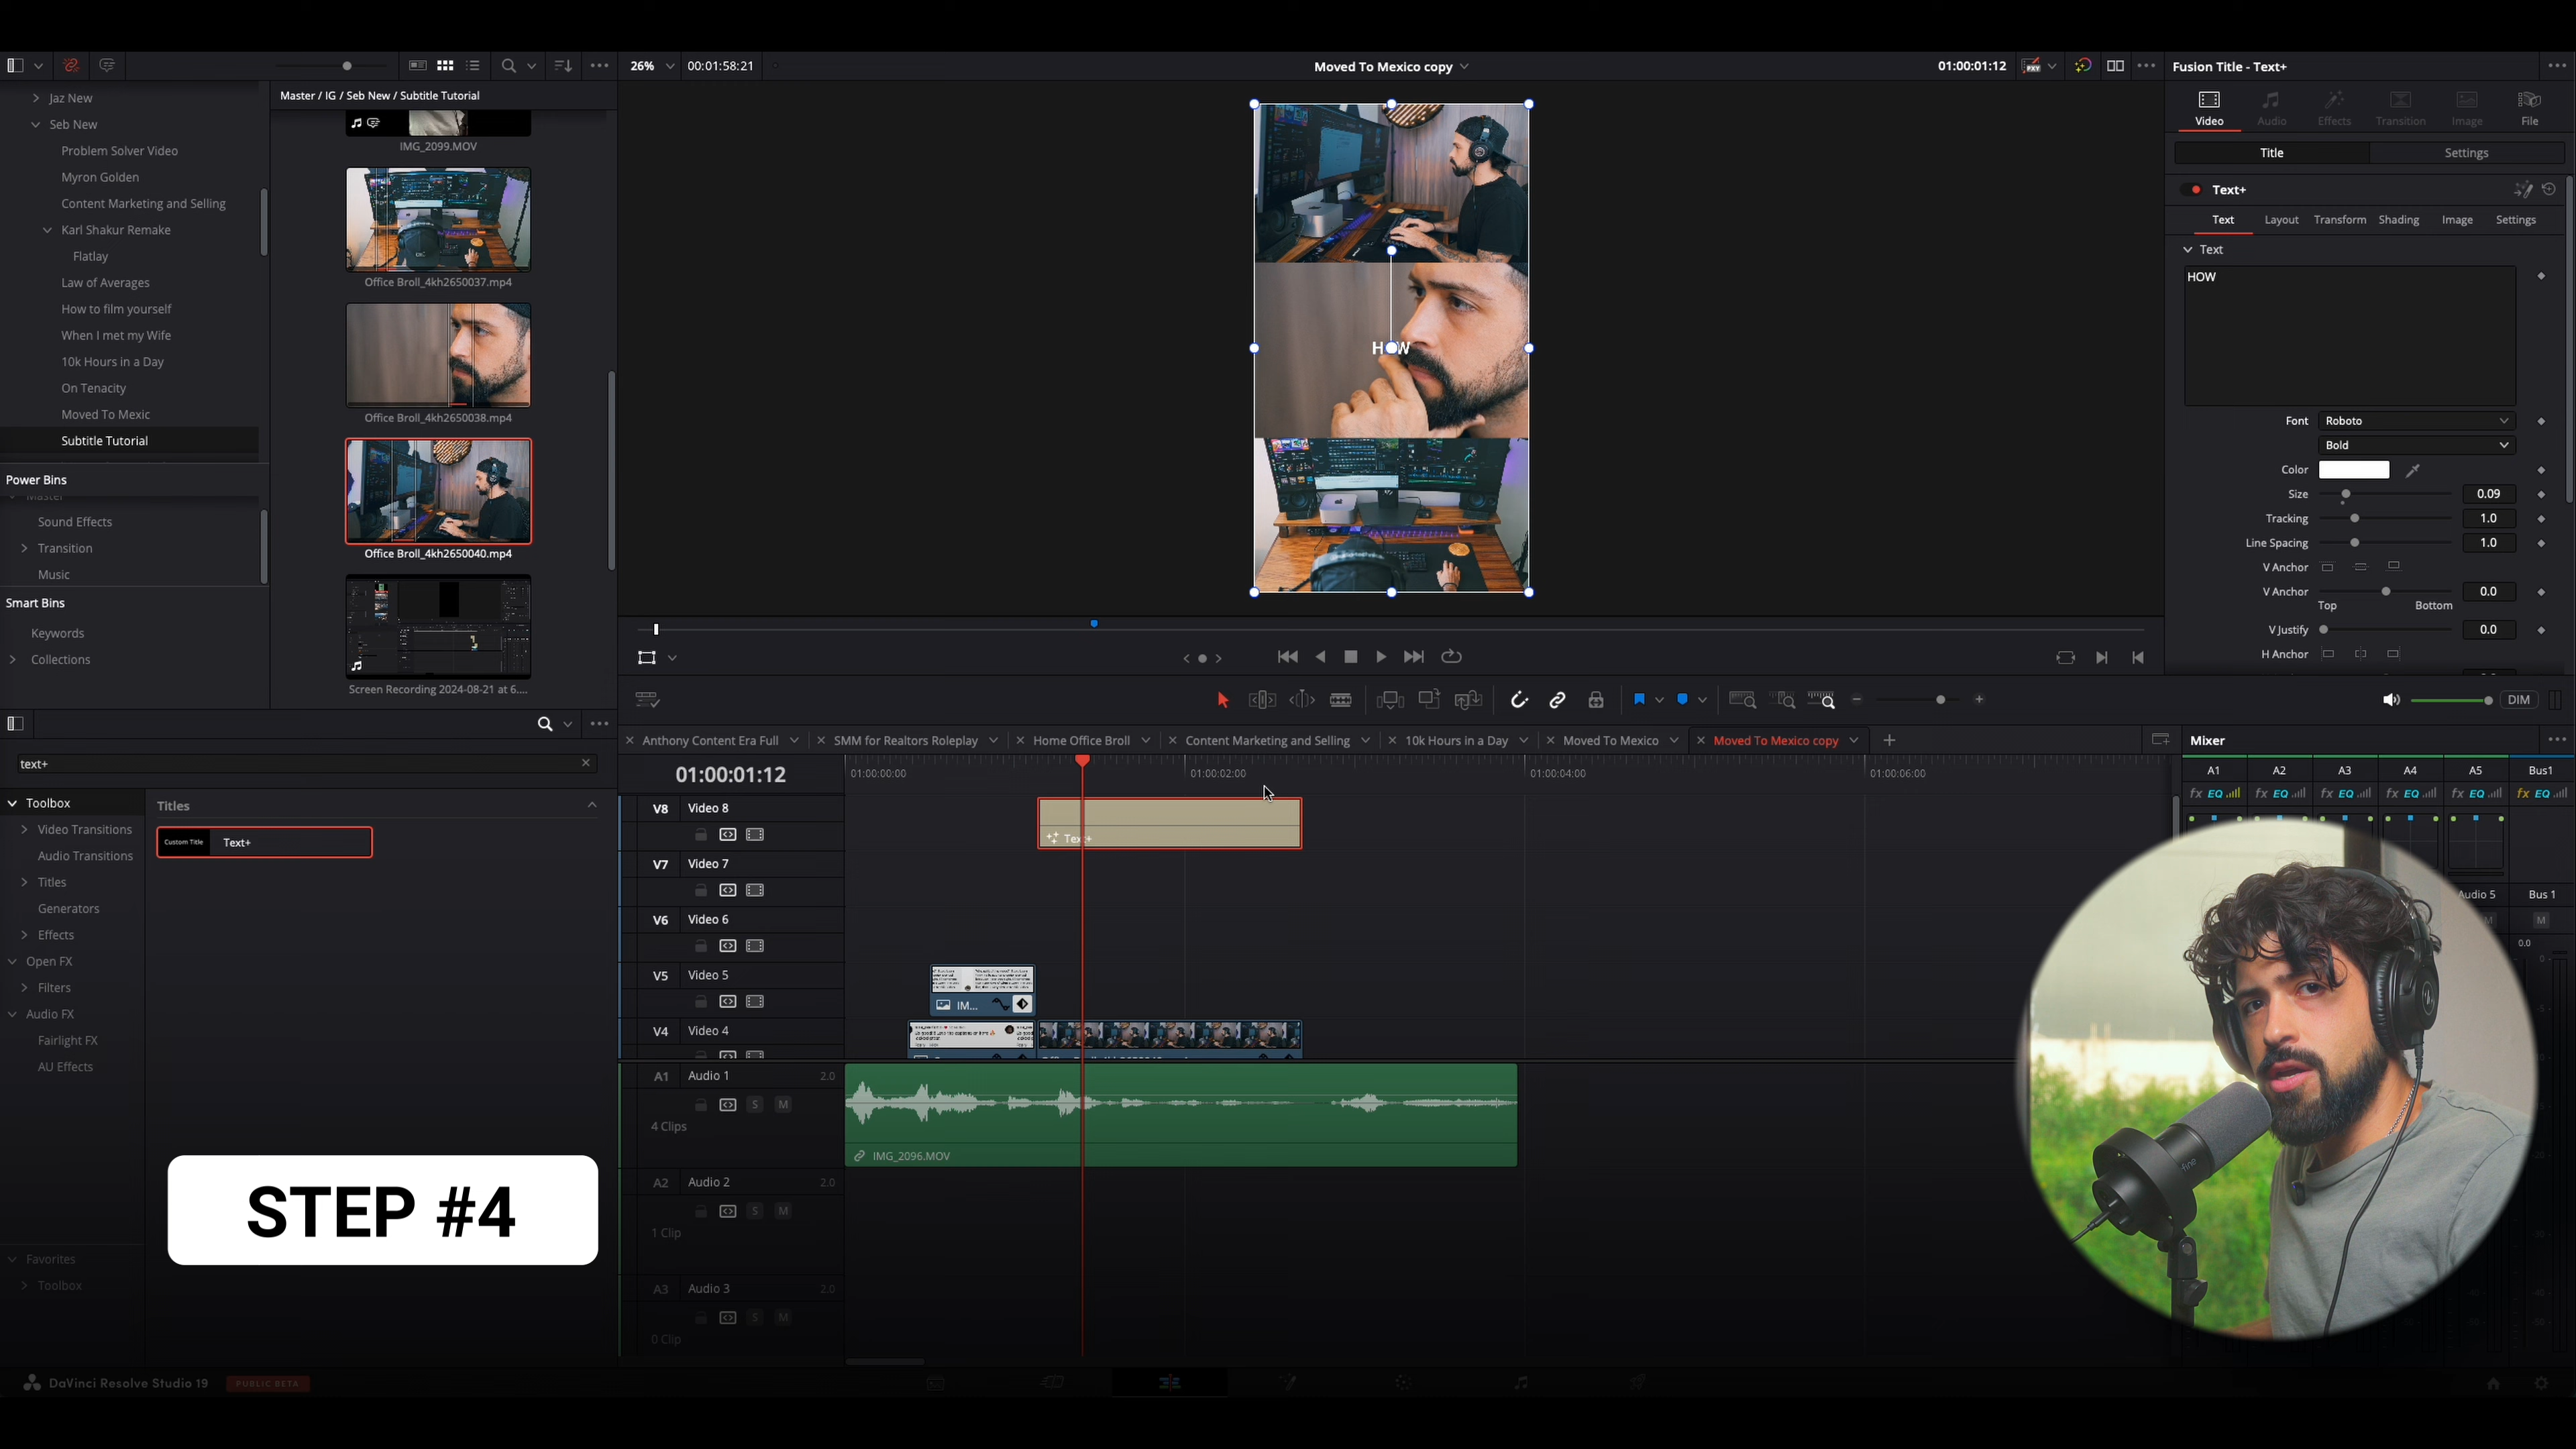 26%
00:01:58:21
Moved To Mexico copy
01:00:01:12
Fusion Title - Text+
Jaz New
Seb New
Problem Solver Video
Myron Golden
Content Marketing and Selling
Karl Shakur Remake
Flatlay
Law of Averages
How to film yourself
When I met my Wife
10k Hours in a Day
On Tenacity
Moved To Mexic
Subtitle Tutorial
Power Bins
Master
Sound Effects
Transition
Music
Smart Bins
Keywords
Collections
Master / IG / Seb New / Subtitle Tutorial
IMG_2099.MOV
Office Broll_4kh2650037.mp4
Office Broll_4kh2650038.mp4
Office Broll_4kh2650040.mp4
Screen Recording 2024-08-21 at 6....
HOW
Video
Audio
Effects
Transition
Image
File
Title
Settings
Text+
Text
Layout
Transform
Shading
Image
Settings
Text
HOW
Font
Roboto
Bold
Color
Size
0.09
Tracking
1.0
Line Spacing
1.0
V Anchor
V Anchor
0.0
Top
Bottom
V Justify
0.0
H Anchor
DIM
text+
Toolbox
Video Transitions
Audio Transitions
Titles
Generators
Effects
Open FX
Filters
Audio FX
Fairlight FX
AU Effects
Favorites
Toolbox
Titles
Custom Title
Text+
STEP #4
Anthony Content Era Full
SMM for Realtors Roleplay
Home Office Broll
Content Marketing and Selling
10k Hours in a Day
Moved To Mexico
Moved To Mexico copy
01:00:01:12
01:00:00:00
01:00:02:00
01:00:04:00
01:00:06:00
V8
Video 8
Text+
V7
Video 7
V6
Video 6
V5
Video 5
IM...
V4
Video 4
A1
Audio 1
2.0
S
M
4 Clips
IMG_2096.MOV
A2
Audio 2
2.0
S
M
1 Clip
A3
Audio 3
2.0
S
M
0 Clip
Mixer
A1
A2
A3
A4
A5
Bus1
fx EQ
fx EQ
fx EQ
fx EQ
fx EQ
fx EQ
Audio 5
Bus 1
M
M
0.0
DaVinci Resolve Studio 19
PUBLIC BETA